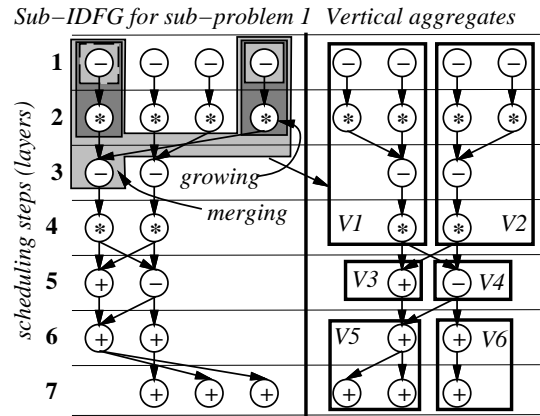 Sub−IDFG for sub−problem 1 Vertical aggregates
scheduling steps (layers)
1 − − − − − − − −
2 * * * * * * * *
3 − − − −
growing
merging
4 * * V1 * * V2
5 + − V3 + − V4
6 + + V5 + + V6
7 + + + + + +